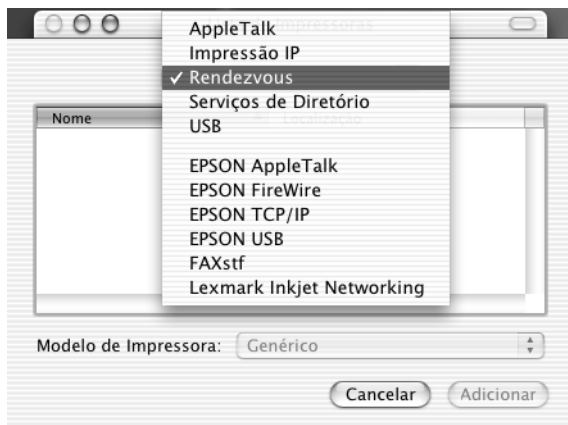 AppleTalk
Impressão IP
✓ Rendezvous
Serviços de Diretório
USB
EPSON AppleTalk
EPSON FireWire
EPSON TCP/IP
EPSON USB
FAXstf
Lexmark Inkjet Networking
Nome Localização
Modelo de Impressora: Genérico
Cancelar Adicionar